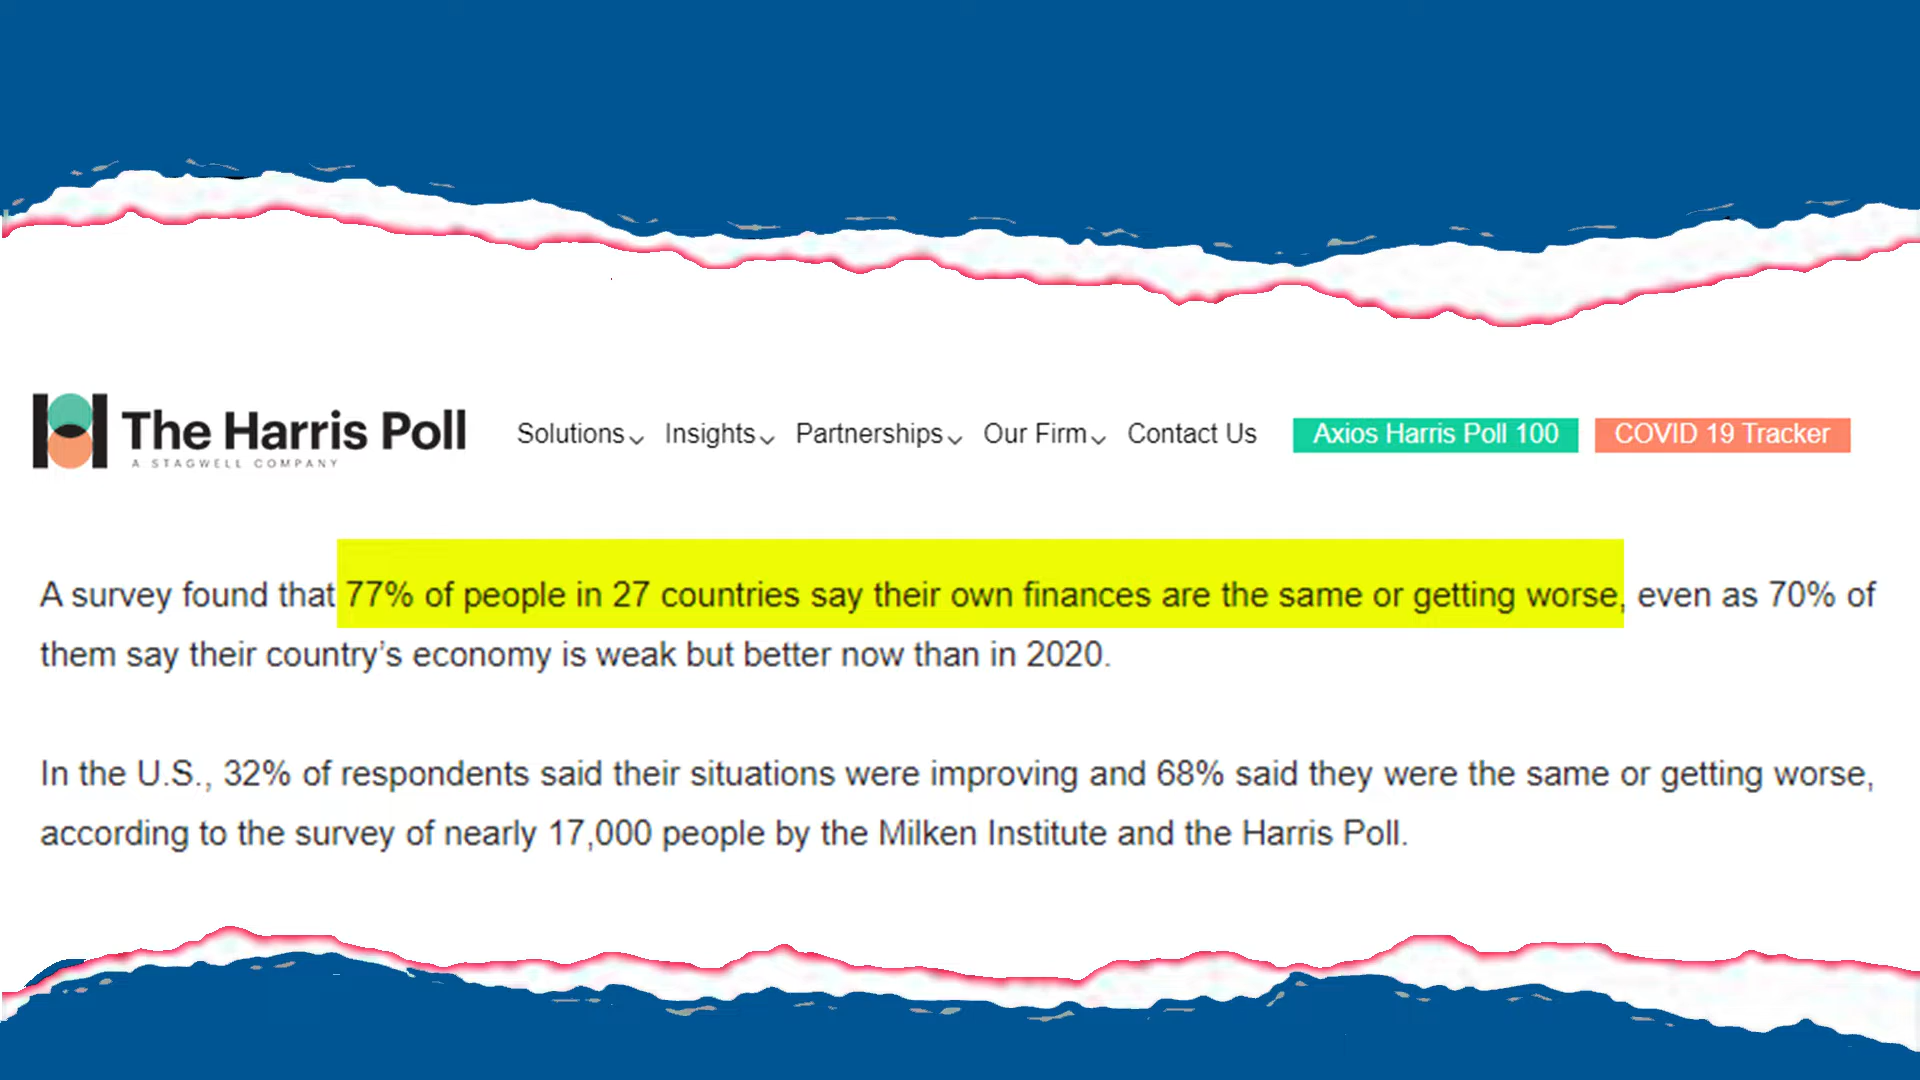 The Harris Poll
A STAGWELL COMPANY
Solutions Insights Partnerships Our Firm Contact Us Axios Harris Poll 100 COVID 19 Tracker
A survey found that 77% of people in 27 countries say their own finances are the same or getting worse, even as 70% of
them say their country’s economy is weak but better now than in 2020.
In the U.S., 32% of respondents said their situations were improving and 68% said they were the same or getting worse,
according to the survey of nearly 17,000 people by the Milken Institute and the Harris Poll.